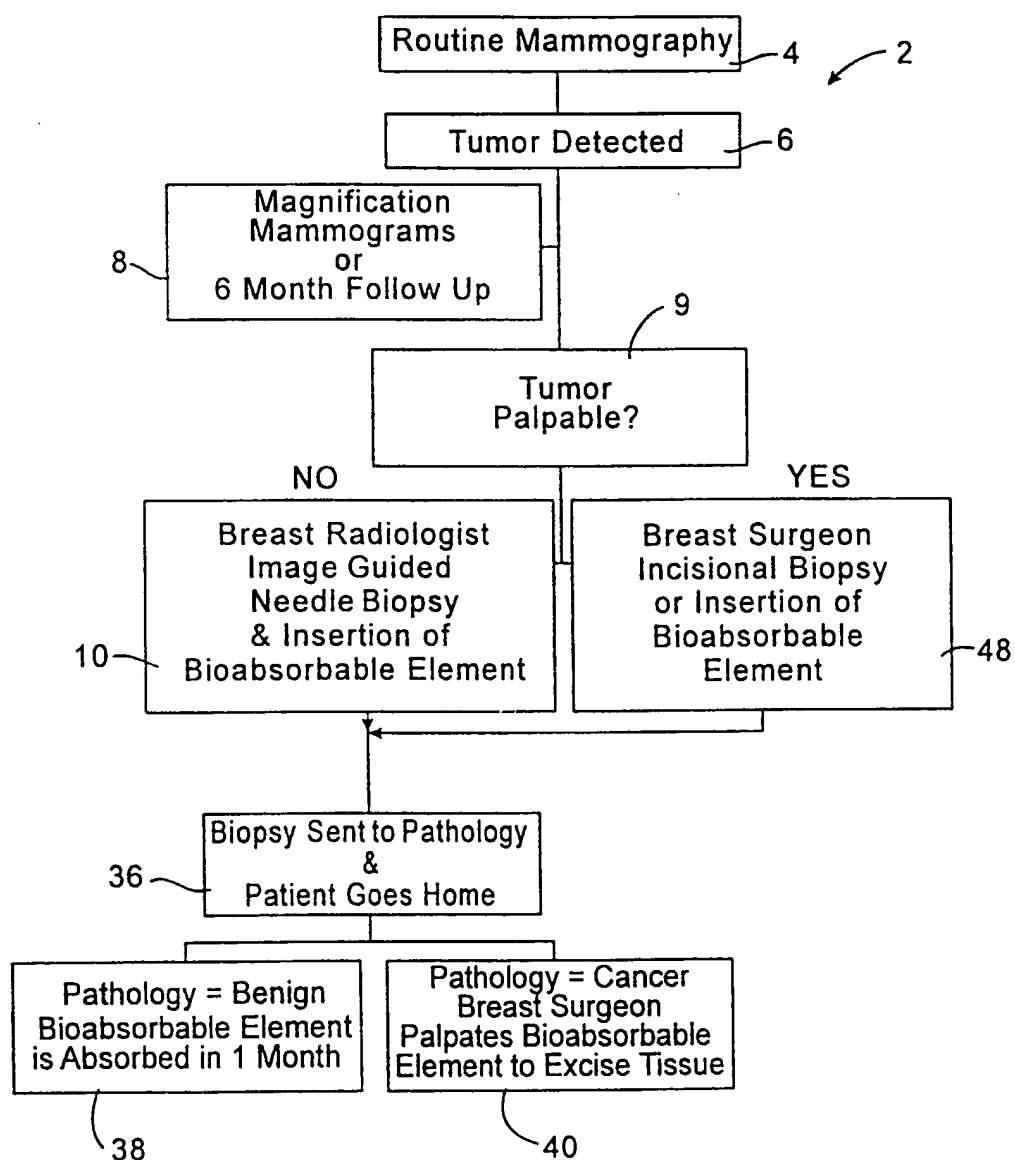 Routine Mammography
4
2
Tumor Detected
6
Magnification
Mammograms
or
6 Month Follow Up
8
9
Tumor
Palpable?
NO
YES
Breast Radiologist
Image Guided
Needle Biopsy
& Insertion of
Bioabsorbable Element
10
Breast Surgeon
Incisional Biopsy
or Insertion of
Bioabsorbable
Element
48
Biopsy Sent to Pathology
&
Patient Goes Home
36
Pathology = Benign
Bioabsorbable Element
is Absorbed in 1 Month
38
Pathology = Cancer
Breast Surgeon
Palpates Bioabsorbable
Element to Excise Tissue
40